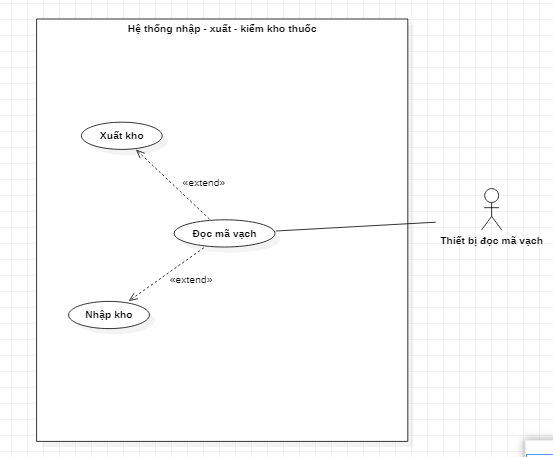 Hệ thống nhập - xuất - kiểm kho thuốc
Xuất kho
«extend»
Đọc mã vạch
Thiết bị đọc mã vạch
«extend»
Nhập kho